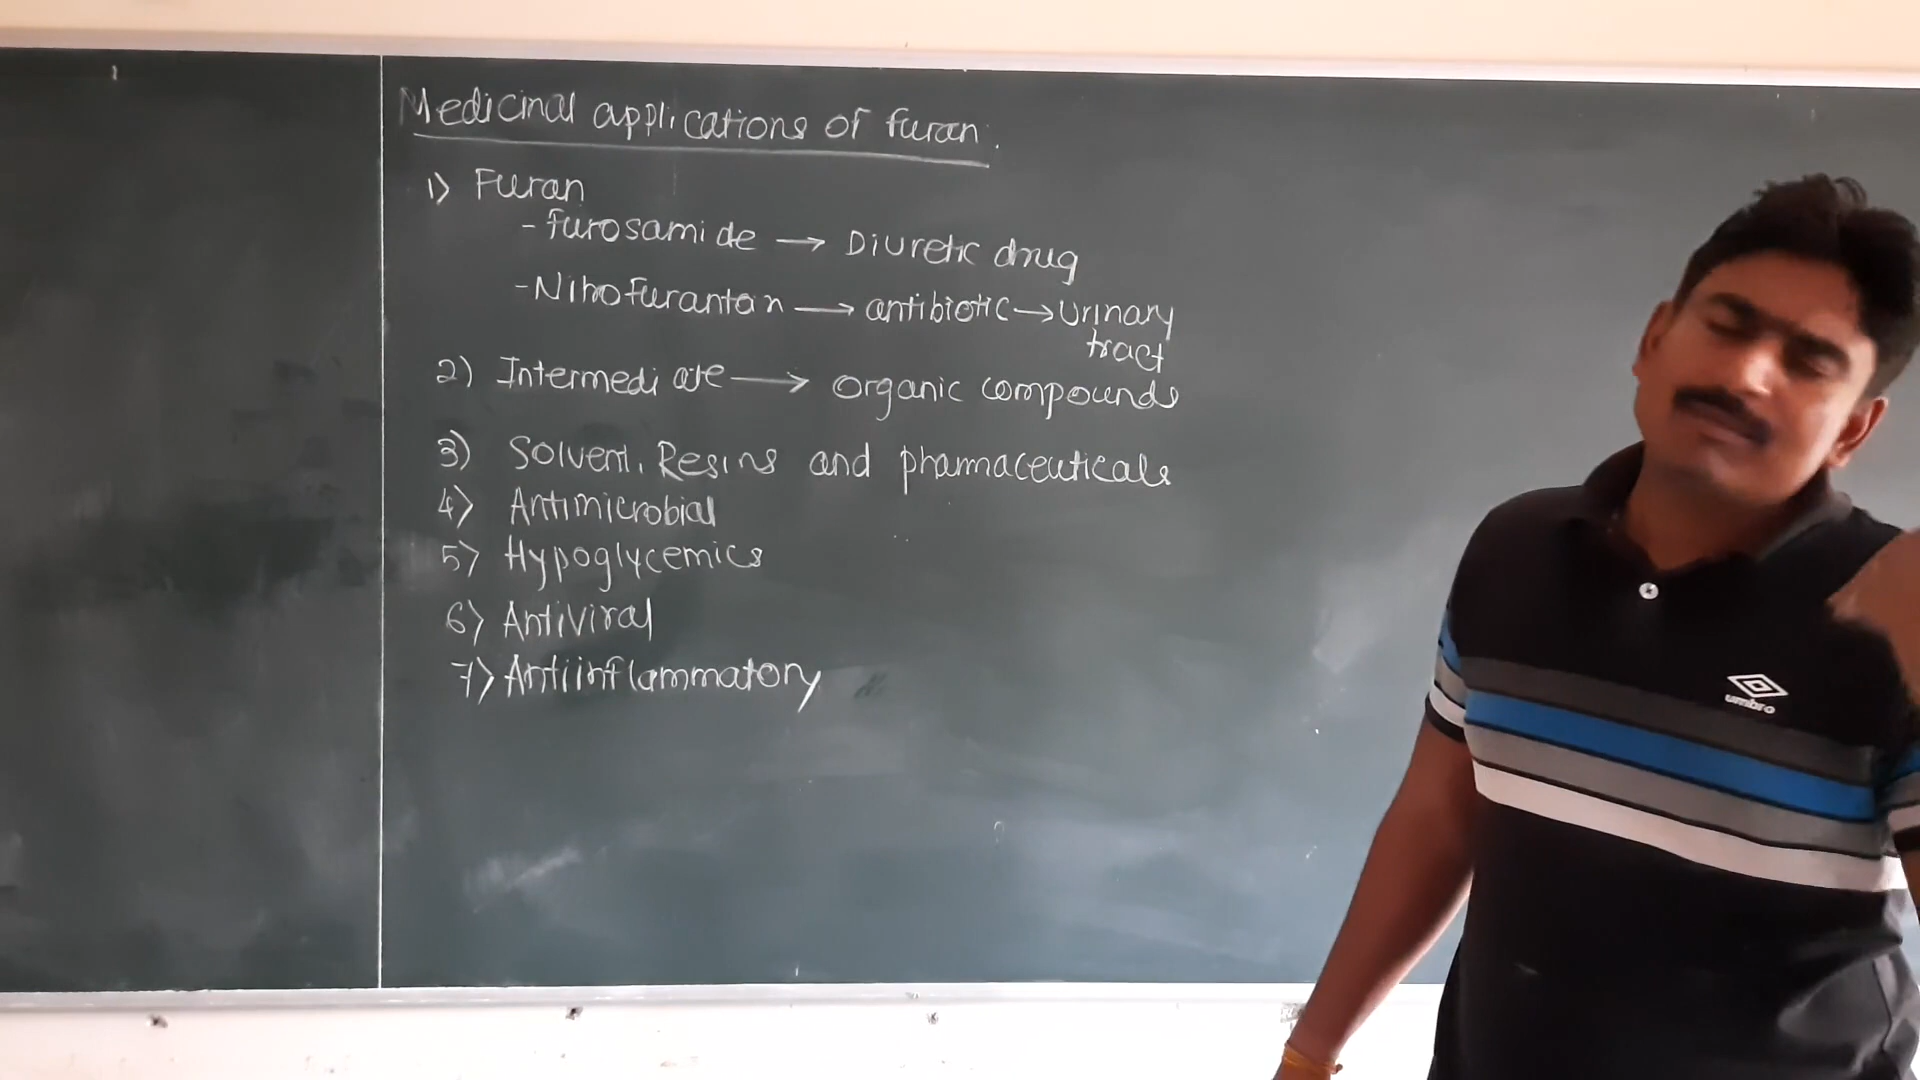 Medicinal applications of furan.
1) Furan
- furosamide → Diuretic drug
- Nitrofurantoin → antibiotic → Urinary
tract
2) Intermediate → organic compounds
3) Solvent, Resins and pharmaceuticals
4) Antimicrobial
5) Hypoglycemics
6) Antiviral
7) Antiinflammatory
umbro